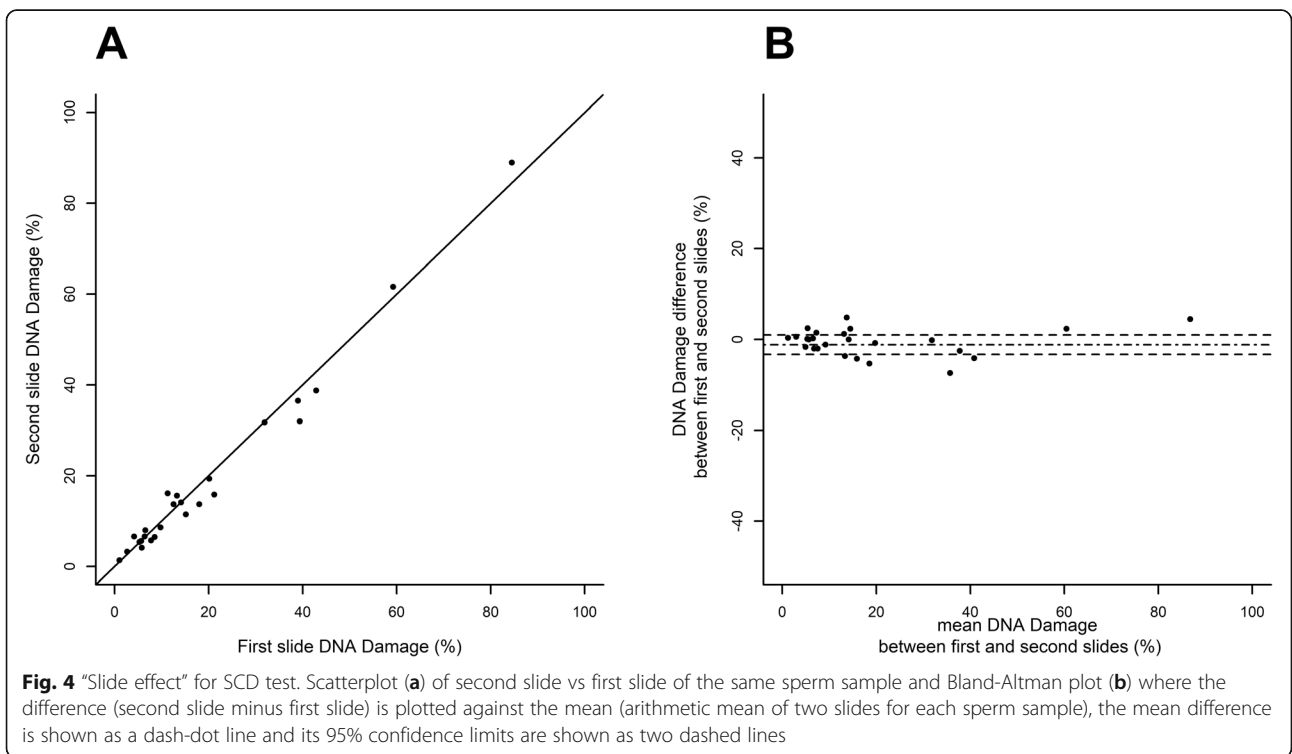 A
100
80
60
40
20
0
Second slide DNA Damage (%)
0 20 40 60 80 100
First slide DNA Damage (%)
B
40
20
0
-20
-40
DNA Damage difference
between first and second slides (%)
0 20 40 60 80 100
mean DNA Damage
between first and second slides (%)
Fig. 4 “Slide effect” for SCD test. Scatterplot (a) of second slide vs first slide of the same sperm sample and Bland-Altman plot (b) where the
difference (second slide minus first slide) is plotted against the mean (arithmetic mean of two slides for each sperm sample), the mean difference
is shown as a dash-dot line and its 95% confidence limits are shown as two dashed lines